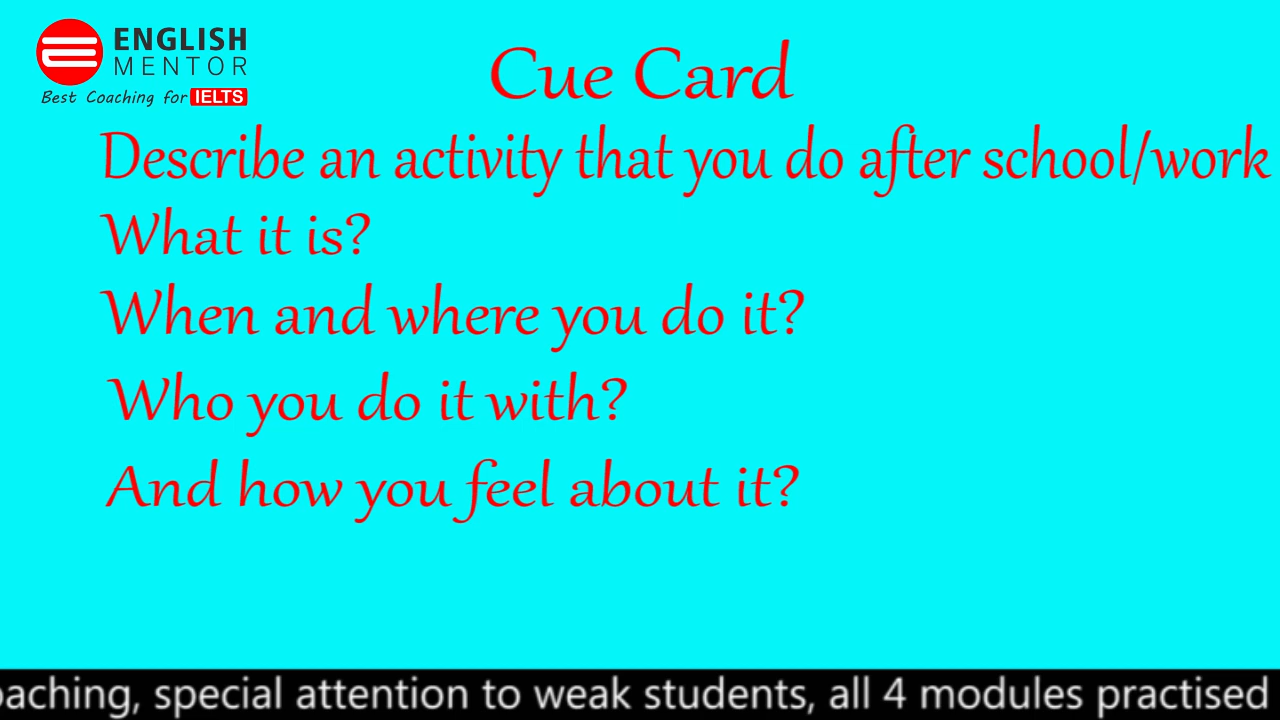 ENGLISH
MENTOR
Best Coaching for IELTS
Cue Card
Describe an activity that you do after school/work
What it is?
When and where you do it?
Who you do it with?
And how you feel about it?
oaching, special attention to weak students, all 4 modules practised